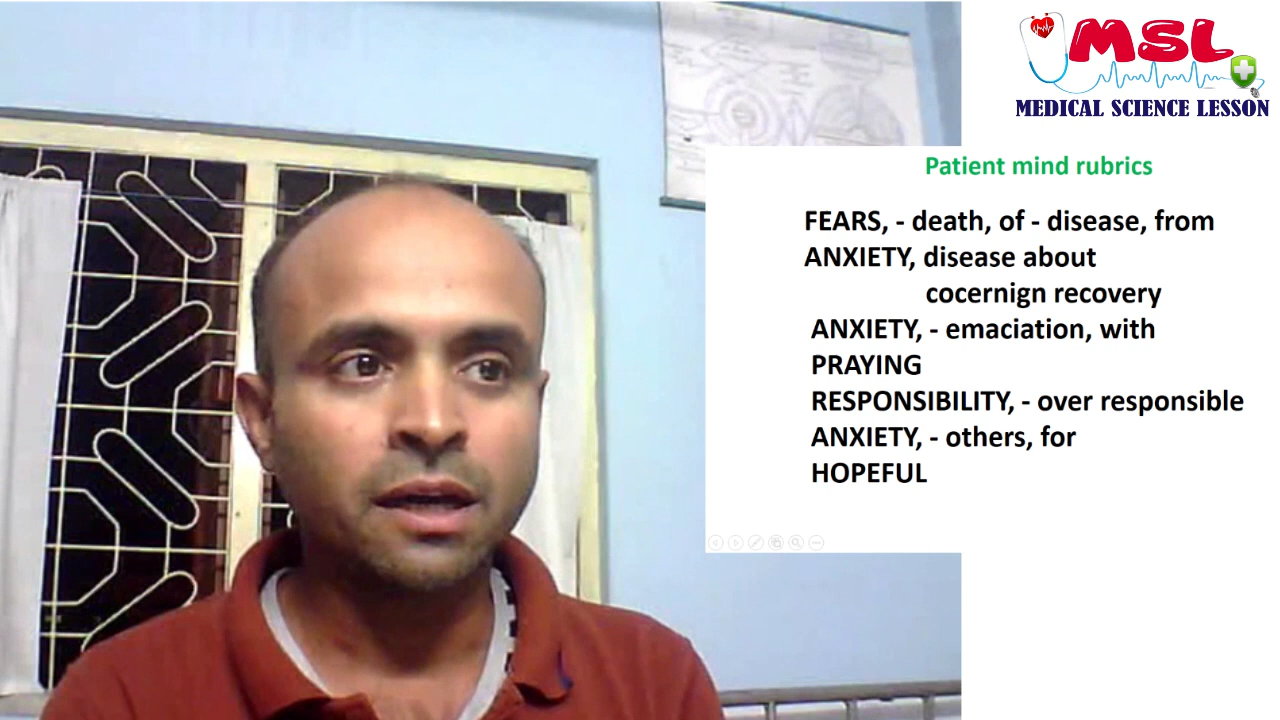 MSL
MEDICAL SCIENCE LESSON
Patient mind rubrics
FEARS, - death, of - disease, from
ANXIETY, disease about
cocernign recovery
ANXIETY, - emaciation, with
PRAYING
RESPONSIBILITY, - over responsible
ANXIETY, - others, for
HOPEFUL